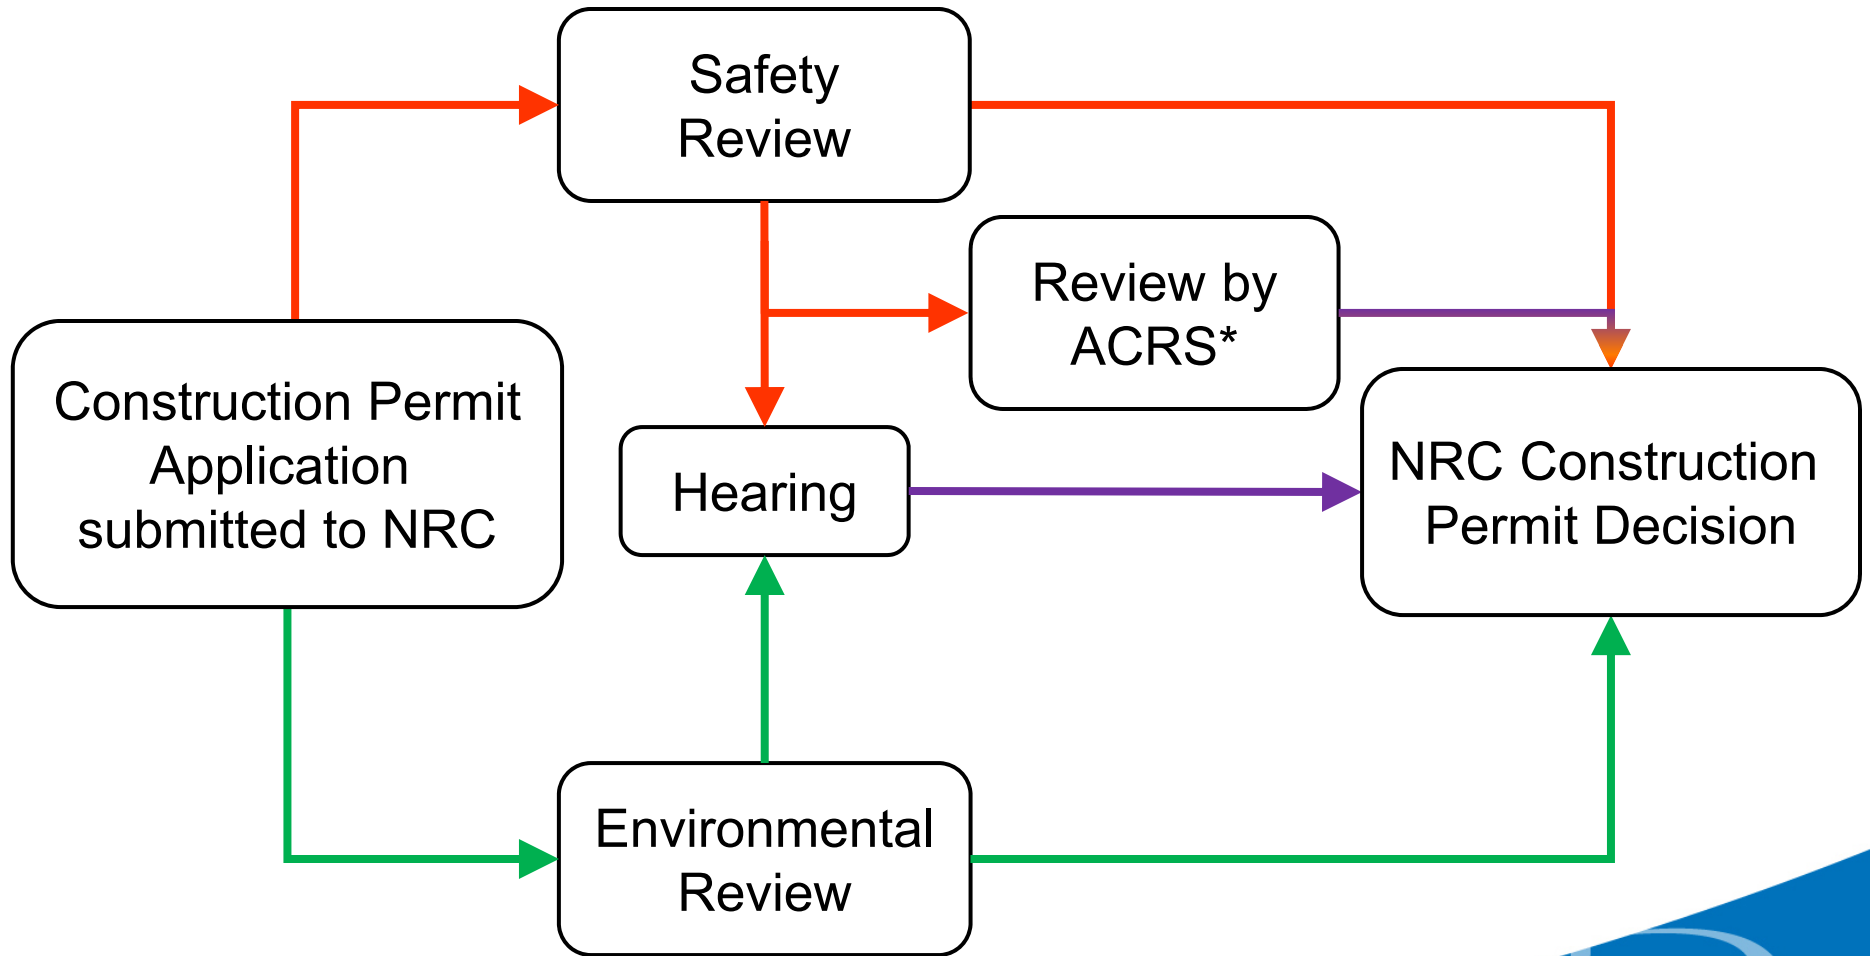 Safety
Review
Review by
ACRS*
Construction Permit
Application
submitted to NRC
Hearing
NRC Construction
Permit Decision
Environmental
Review